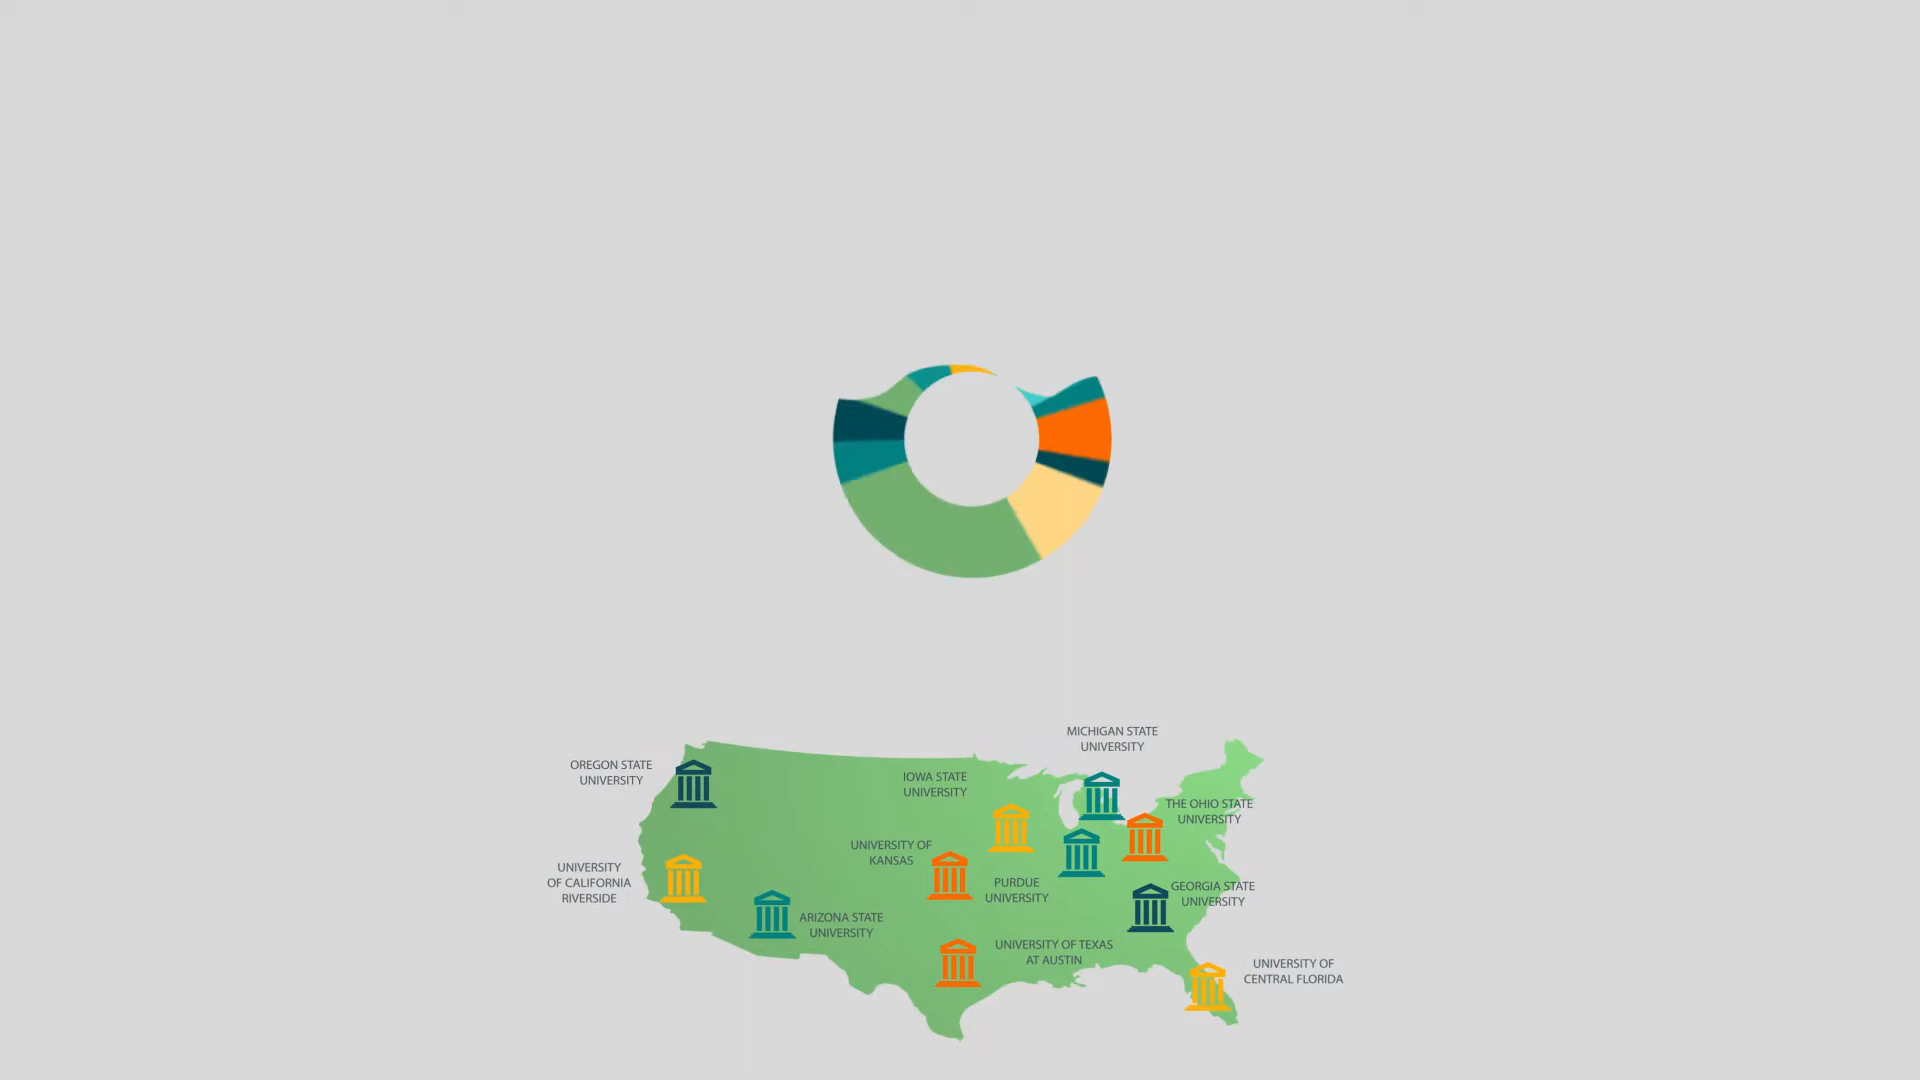 MICHIGAN STATE
UNIVERSITY
OREGON STATE
UNIVERSITY
IOWA STATE
UNIVERSITY
THE OHIO STATE
UNIVERSITY
UNIVERSITY OF
KANSAS
UNIVERSITY
OF CALIFORNIA
RIVERSIDE
PURDUE
UNIVERSITY
GEORGIA STATE
UNIVERSITY
ARIZONA STATE
UNIVERSITY
UNIVERSITY OF TEXAS
AT AUSTIN
UNIVERSITY OF
CENTRAL FLORIDA